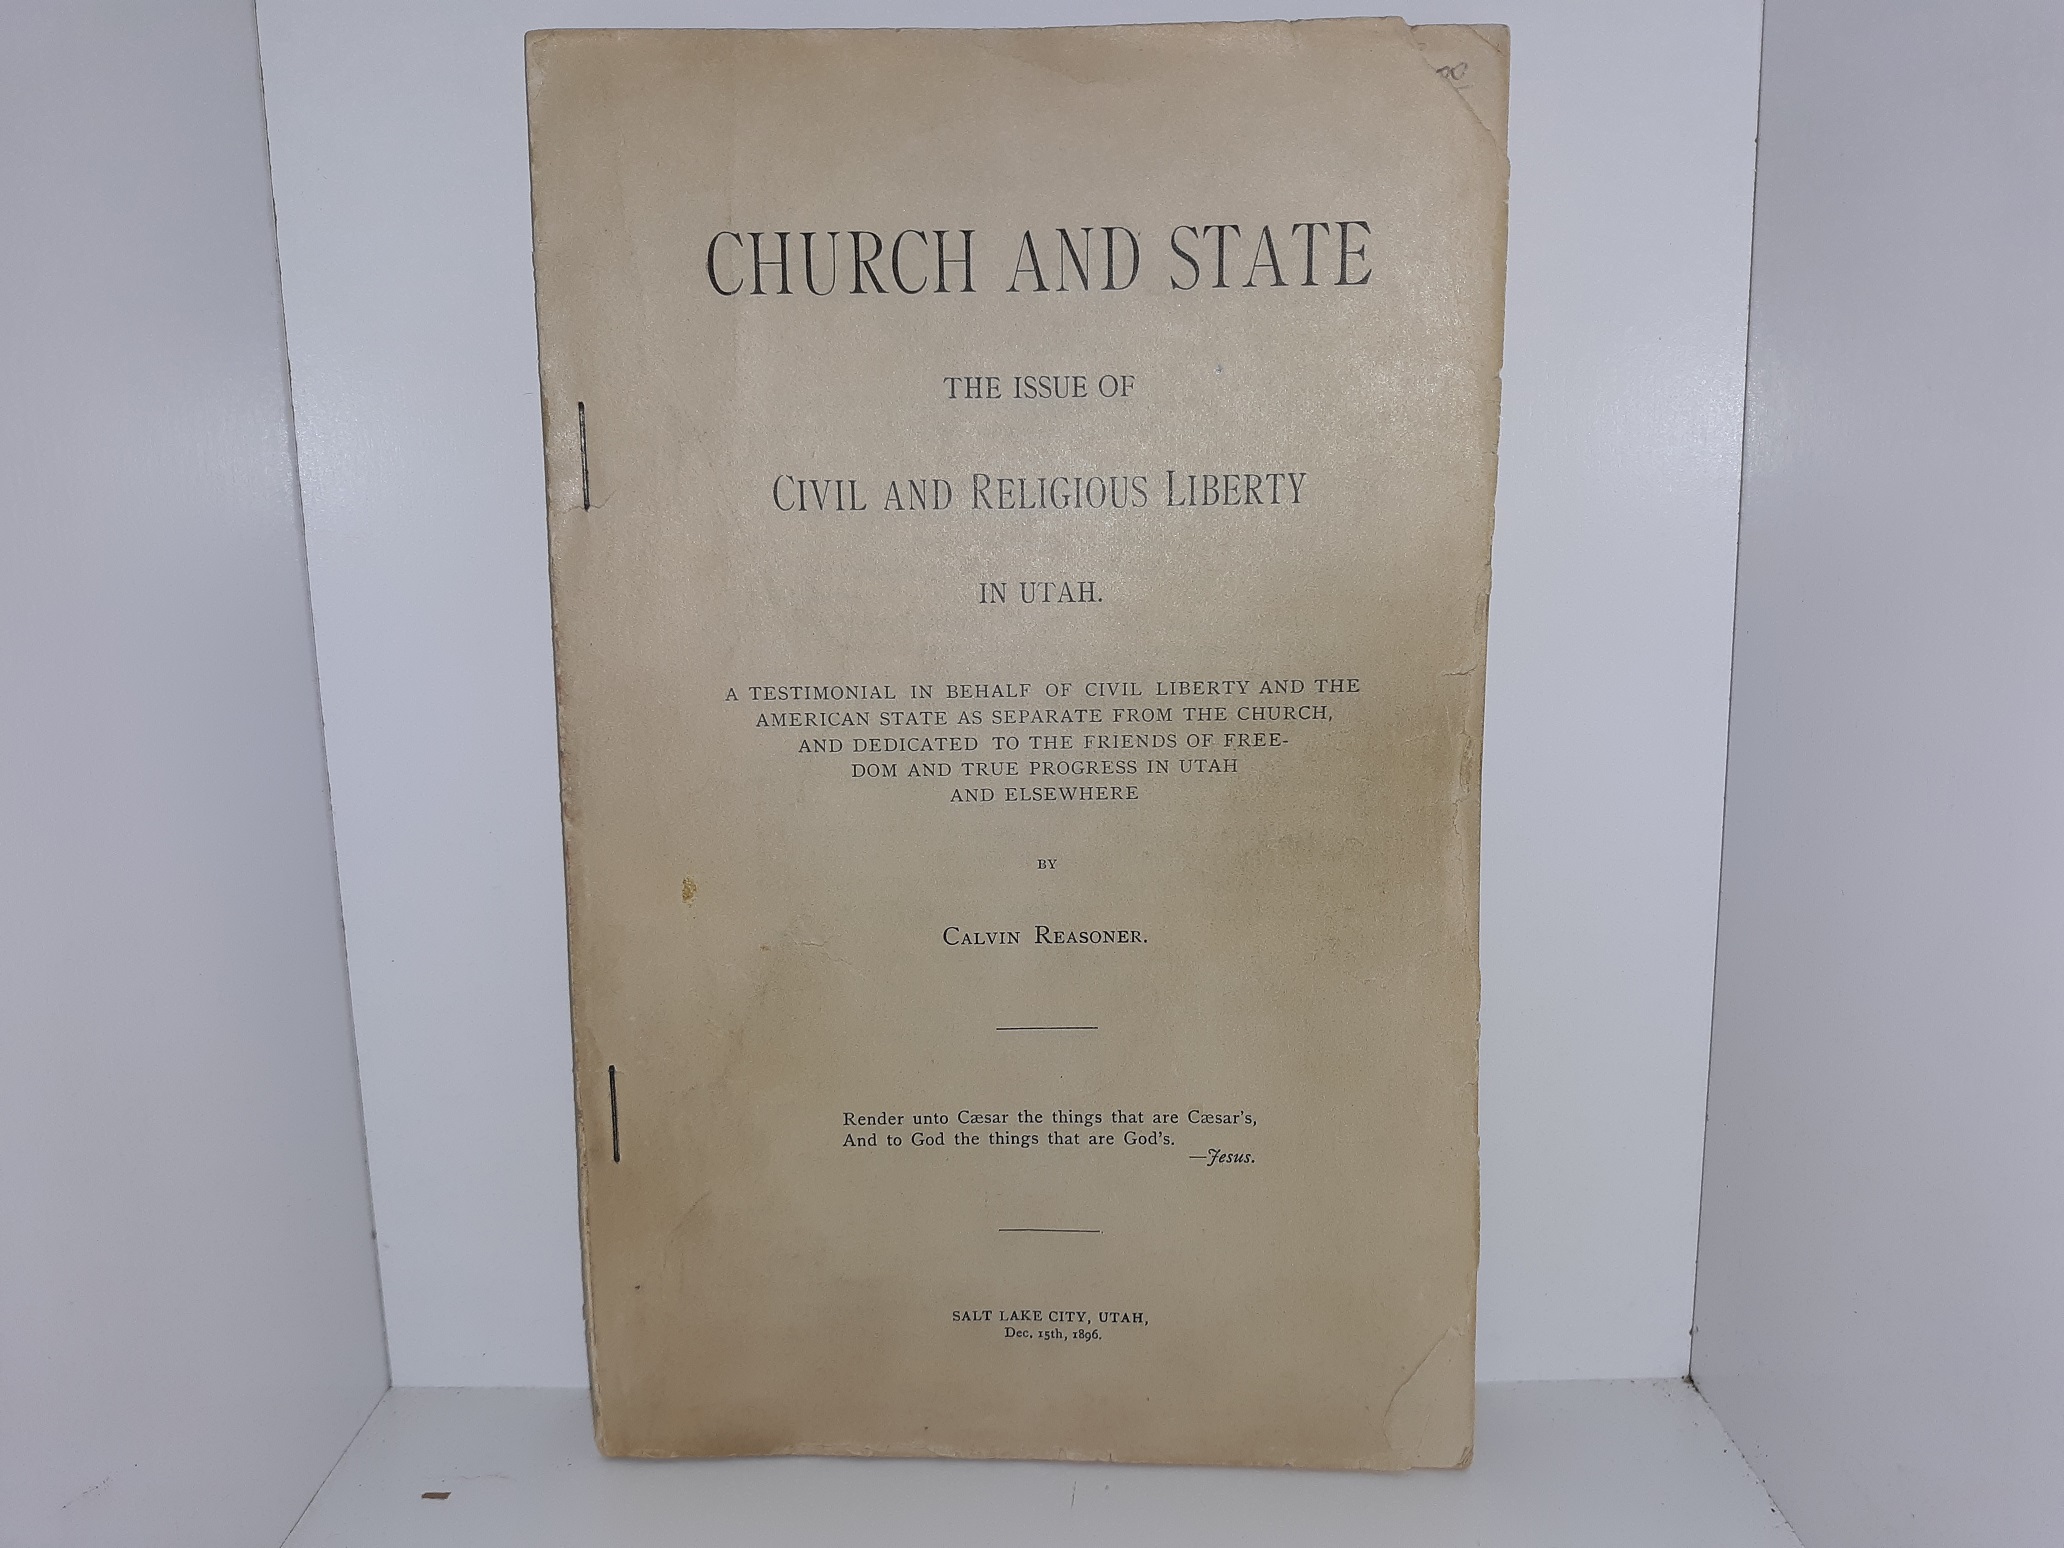 CHURCH AND STATE
THE ISSUE OF
CIVIL AND RELIGIOUS LIBERTY
IN UTAH.
A TESTIMONIAL IN BEHALF OF CIVIL LIBERTY AND THE
AMERICAN STATE AS SEPARATE FROM THE CHURCH,
AND DEDICATED TO THE FRIENDS OF FREE-
DOM AND TRUE PROGRESS IN UTAH
AND ELSEWHERE
BY
CALVIN REASONER.
Render unto Cæsar the things that are Cæsar's,
And to God the things that are God's.
—Jesus.
SALT LAKE CITY, UTAH,
Dec. 15th, 1896.